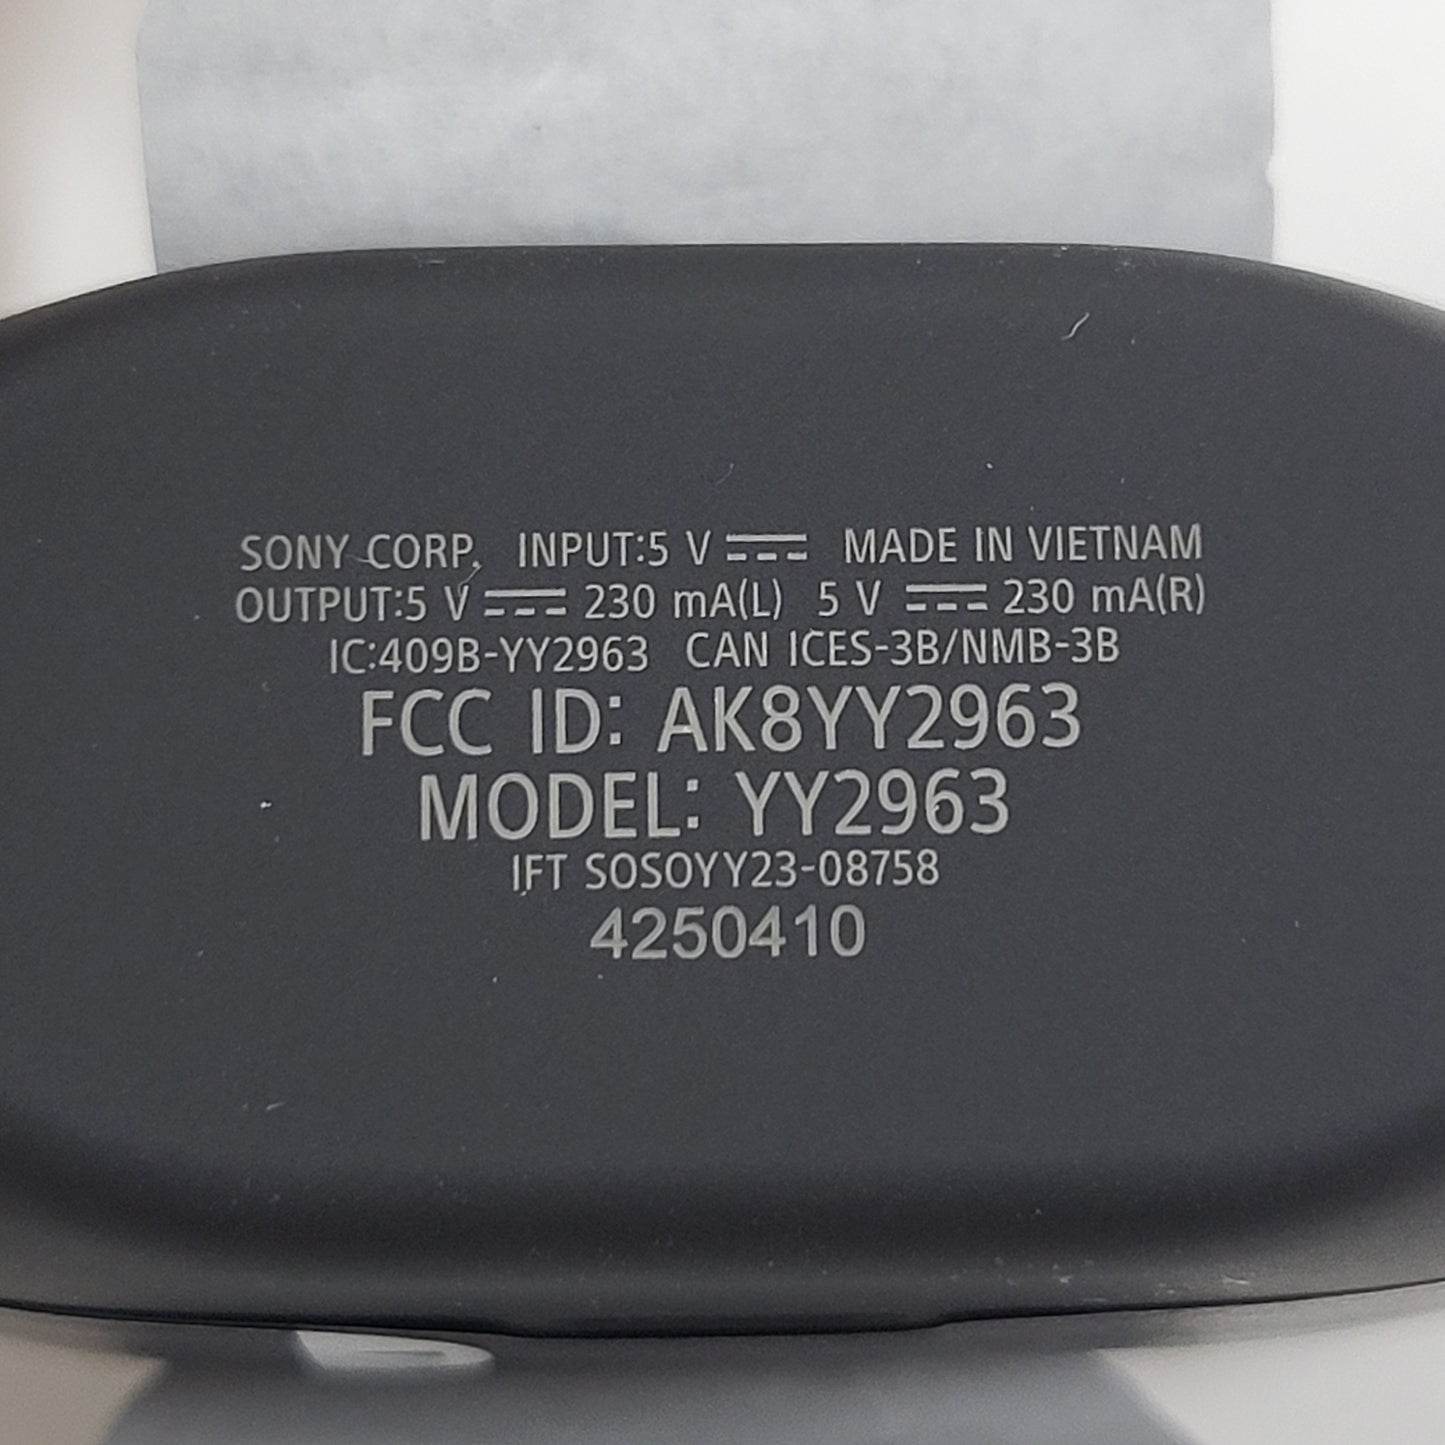 SONY CORP. INPUT:5 V ⎓ MADE IN VIETNAM
OUTPUT:5 V ⎓ 230 mA(L) 5 V ⎓ 230 mA(R)
IC:409B-YY2963 CAN ICES-3B/NMB-3B
FCC ID: AK8YY2963
MODEL: YY2963
IFT SOSOYY23-08758
4250410